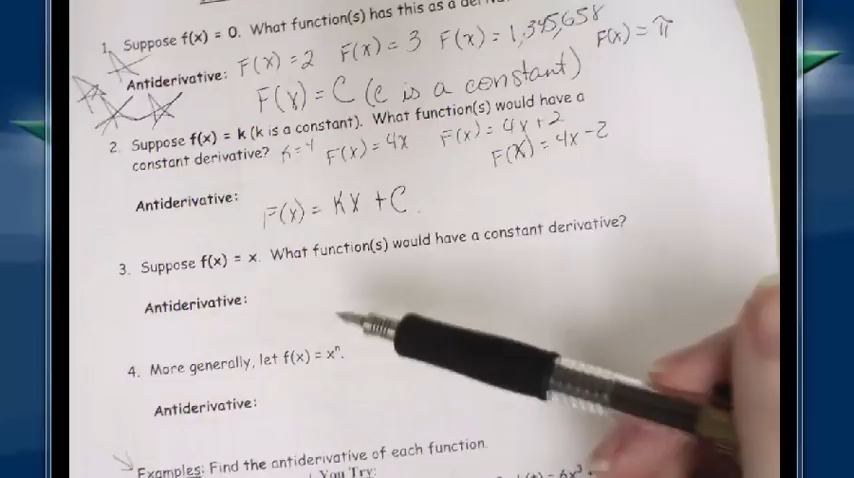 1. Suppose f(x) = 0. What function(s) has this as a
Antiderivative: F(x) = 2 F(x) = 3 F(x) = 1,345,658 F(x) = π
F(x) = C (c is a constant)
2. Suppose f(x) = k (k is a constant). What function(s) would have a
constant derivative? K=4 F(x) = 4x F(x) = 4x+2
F(x) = 4x-2
Antiderivative: F(x) = Kx + C
3. Suppose f(x) = x. What function(s) would have a constant derivative?
Antiderivative:
4. More generally, let f(x) = xⁿ.
Antiderivative:
Examples: Find the antiderivative of each function.
You Try: